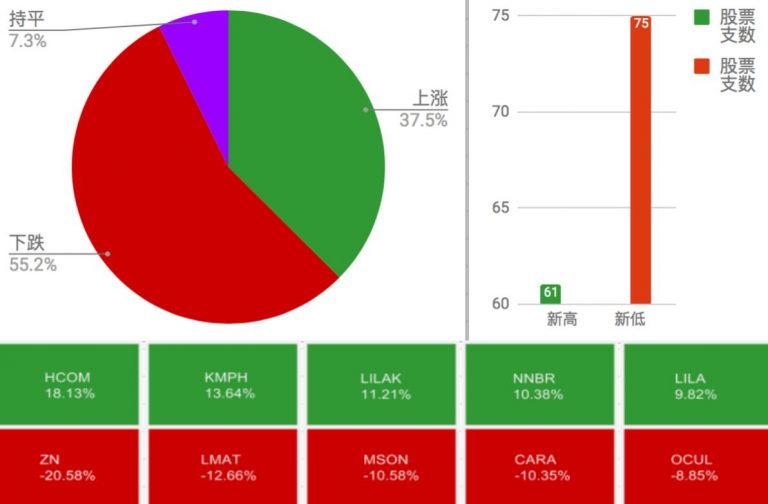 持平
7.3%
上涨
37.5%
下跌
55.2%
75
70
65
60
75
61
新高
新低
股票
支数
股票
支数
HCOM
18.13%
KMPH
13.64%
LILAK
11.21%
NNBR
10.38%
LILA
9.82%
ZN
-20.58%
LMAT
-12.66%
MSON
-10.58%
CARA
-10.35%
OCUL
-8.85%